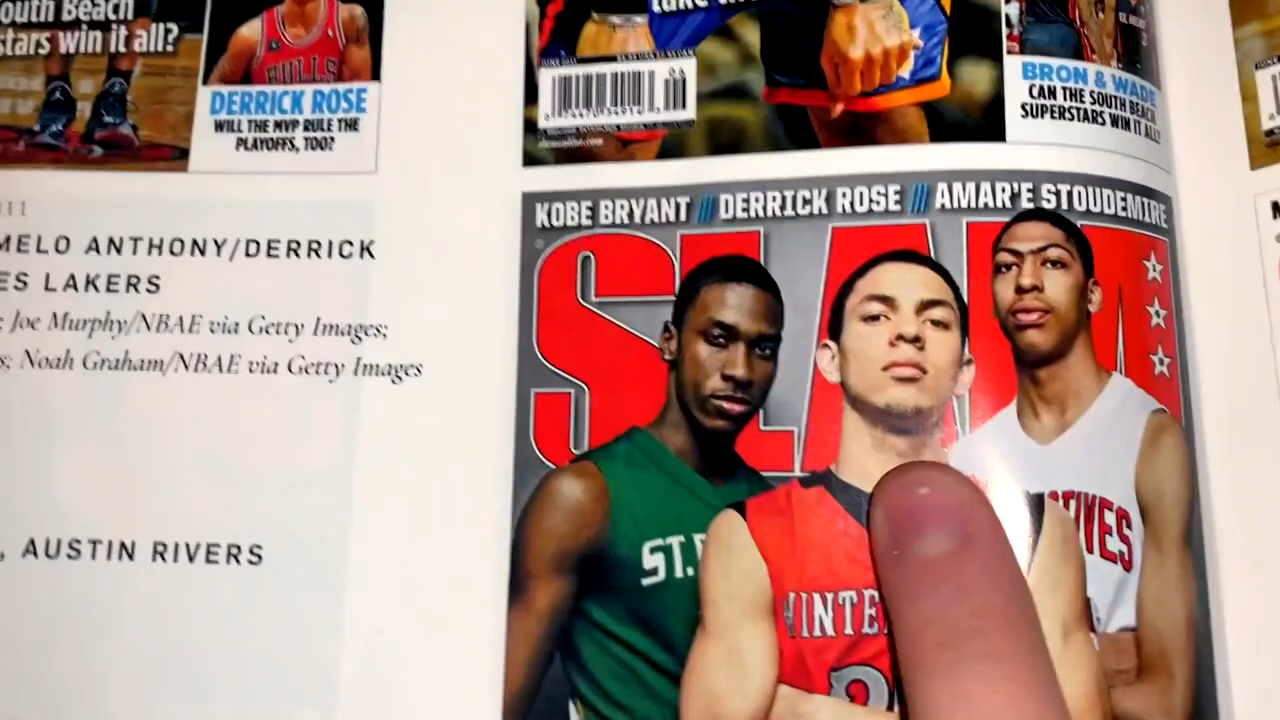 outh Beach
stars win it all?
BULLS
DERRICK ROSE
WILL THE MVP RULE THE
PLAYOFFS, TOO?
BRON & WADE
CAN THE SOUTH BEACH
SUPERSTARS WIN IT ALL?
MELO ANTHONY/DERRICK
ES LAKERS
; Joe Murphy/NBAE via Getty Images;
s; Noah Graham/NBAE via Getty Images
, AUSTIN RIVERS
KOBE BRYANT /// DERRICK ROSE /// AMAR'E STOUDEMIRE
SLAM
ST.
WINTE
TIVES